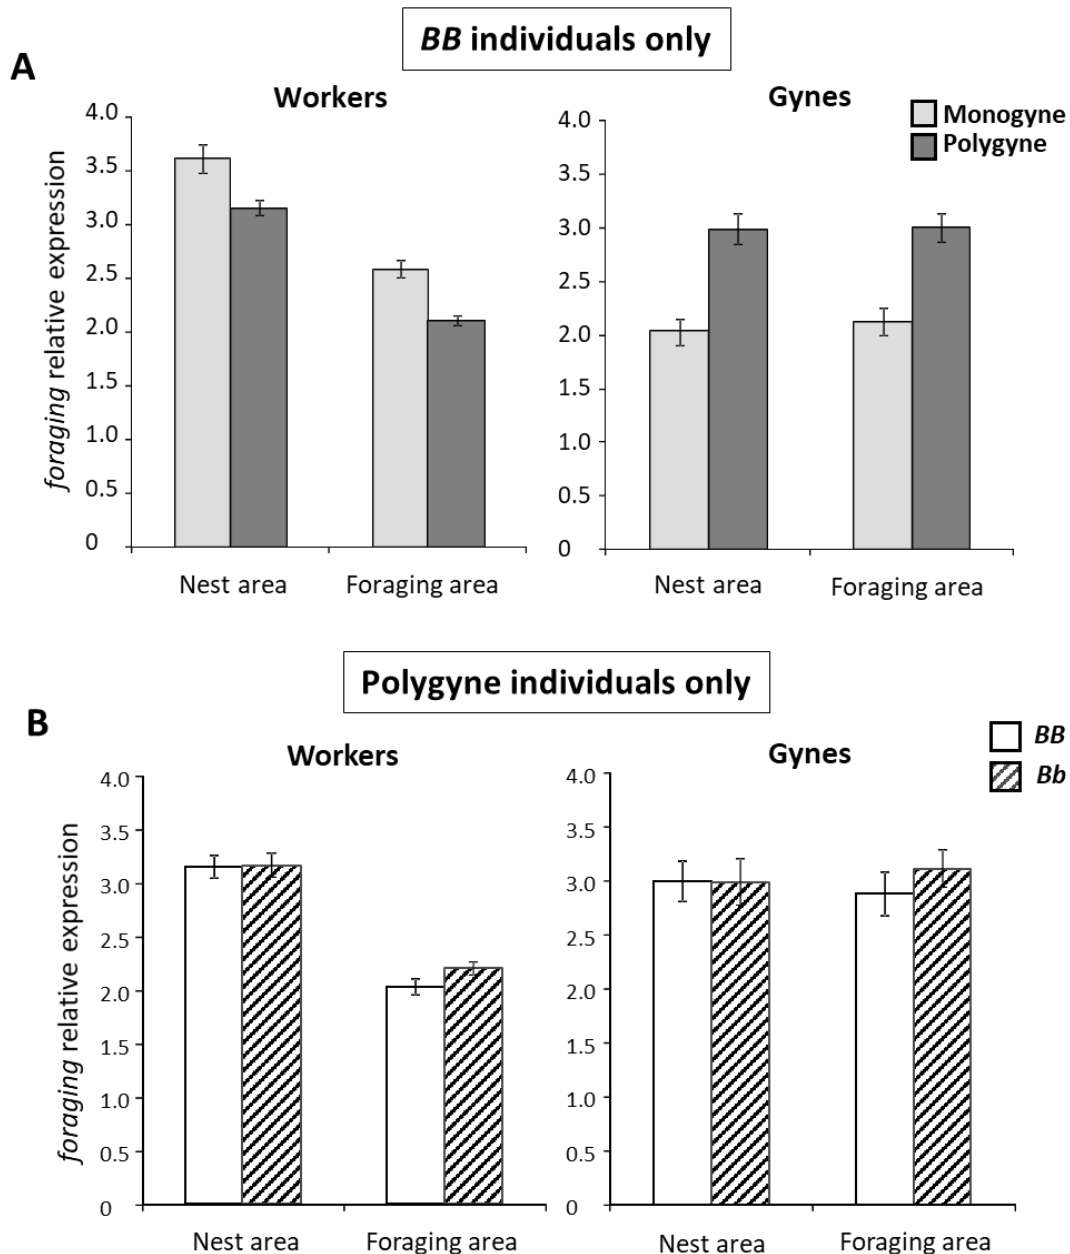 BB individuals only
A
Workers
Gynes
Monogyne
Polygyne
foraging relative expression
4.0
3.5
3.0
2.5
2.0
1.5
1.0
0.5
0
Nest area
Foraging area
4.0
3.5
3.0
2.5
2.0
1.5
1.0
0.5
0
Nest area
Foraging area
Polygyne individuals only
B
Workers
Gynes
BB
Bb
foraging relative expression
4.0
3.5
3.0
2.5
2.0
1.5
1.0
0.5
0
Nest area
Foraging area
4.0
3.5
3.0
2.5
2.0
1.5
1.0
0.5
0
Nest area
Foraging area